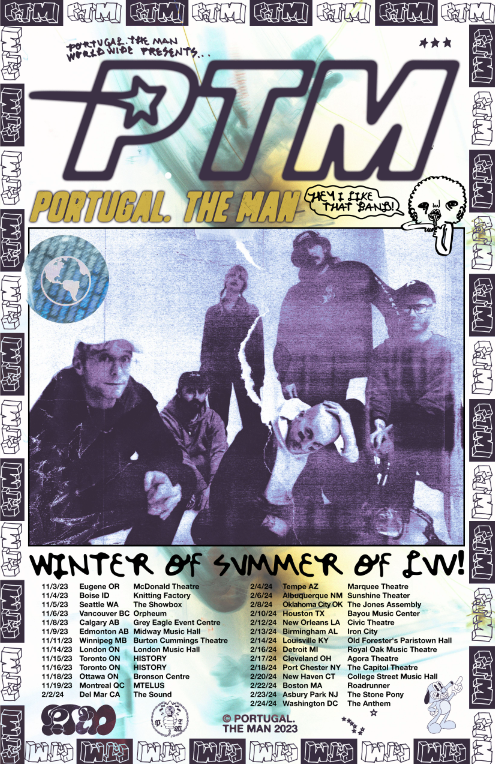 PORTUGAL. THE MAN
WORLDWIDE PRESENTS...
PTM
PORTUGAL. THE MAN
HEY I LIKE
THAT BAND!
WINTER OF SUMMER OF LUV!
11/3/23 Eugene OR McDonald Theatre
11/4/23 Boise ID Knitting Factory
11/5/23 Seattle WA The Showbox
11/6/23 Vancouver BC Orpheum
11/8/23 Calgary AB Grey Eagle Event Centre
11/9/23 Edmonton AB Midway Music Hall
11/11/23 Winnipeg MB Burton Cummings Theatre
11/14/23 London ON London Music Hall
11/15/23 Toronto ON HISTORY
11/16/23 Toronto ON HISTORY
11/18/23 Ottawa ON Bronson Centre
11/19/23 Montreal QC MTELUS
2/2/24 Del Mar CA The Sound
2/4/24 Tempe AZ Marquee Theatre
2/6/24 Albuquerque NM Sunshine Theater
2/8/24 Oklahoma City OK The Jones Assembly
2/10/24 Houston TX Bayou Music Center
2/12/24 New Orleans LA Civic Theatre
2/13/24 Birmingham AL Iron City
2/14/24 Louisville KY Old Forester's Paristown Hall
2/16/24 Detroit MI Royal Oak Music Theatre
2/17/24 Cleveland OH Agora Theatre
2/18/24 Port Chester NY The Capitol Theatre
2/20/24 New Haven CT College Street Music Hall
2/22/24 Boston MA Roadrunner
2/23/24 Asbury Park NJ The Stone Pony
2/24/24 Washington DC The Anthem
© PORTUGAL.
THE MAN 2023